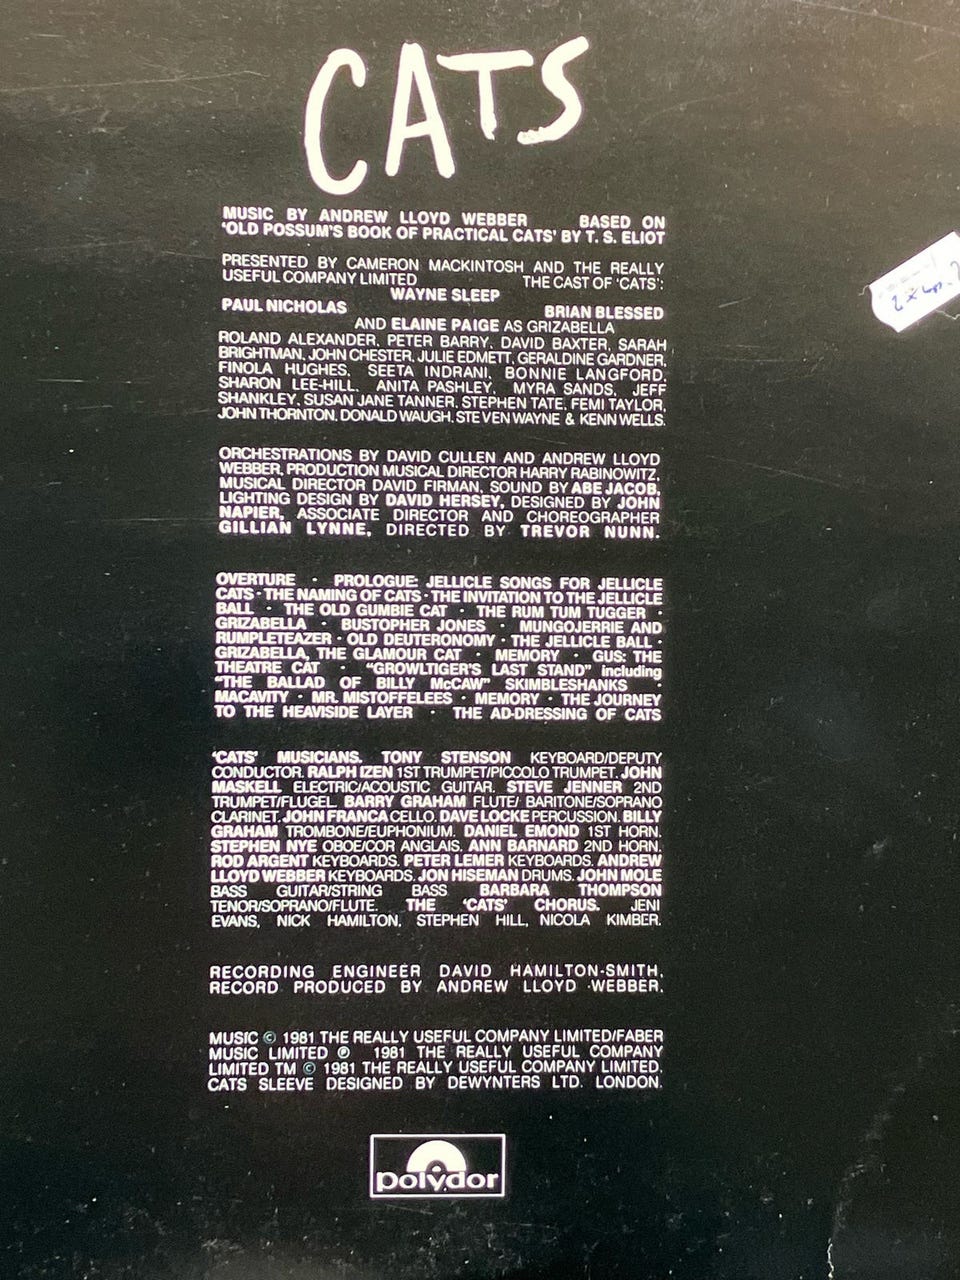 CATS
MUSIC BY ANDREW LLOYD WEBBER BASED ON
'OLD POSSUM'S BOOK OF PRACTICAL CATS' BY T. S. ELIOT
PRESENTED BY CAMERON MACKINTOSH AND THE REALLY
USEFUL COMPANY LIMITED THE CAST OF 'CATS':
WAYNE SLEEP
PAUL NICHOLAS BRIAN BLESSED
AND ELAINE PAIGE AS GRIZABELLA
ROLAND ALEXANDER, PETER BARRY, DAVID BAXTER, SARAH
BRIGHTMAN, JOHN CHESTER, JULIE EDMETT, GERALDINE GARDNER,
FINOLA HUGHES, SEETA INDRANI, BONNIE LANGFORD,
SHARON LEE-HILL, ANITA PASHLEY, MYRA SANDS, JEFF
SHANKLEY, SUSAN JANE TANNER, STEPHEN TATE, FEMI TAYLOR,
JOHN THORNTON, DONALD WAUGH, STEVEN WAYNE & KENN WELLS.
ORCHESTRATIONS BY DAVID CULLEN AND ANDREW LLOYD
WEBBER, PRODUCTION MUSICAL DIRECTOR HARRY RABINOWITZ,
MUSICAL DIRECTOR DAVID FIRMAN, SOUND BY ABE JACOB,
LIGHTING DESIGN BY DAVID HERSEY, DESIGNED BY JOHN
NAPIER, ASSOCIATE DIRECTOR AND CHOREOGRAPHER
GILLIAN LYNNE, DIRECTED BY TREVOR NUNN.
OVERTURE · PROLOGUE: JELLICLE SONGS FOR JELLICLE
CATS · THE NAMING OF CATS · THE INVITATION TO THE JELLICLE
BALL · THE OLD GUMBIE CAT · THE RUM TUM TUGGER ·
GRIZABELLA · BUSTOPHER JONES · MUNGOJERRIE AND
RUMPLETEAZER · OLD DEUTERONOMY · THE JELLICLE BALL ·
GRIZABELLA, THE GLAMOUR CAT · MEMORY · GUS: THE
THEATRE CAT · "GROWLTIGER'S LAST STAND" including
"THE BALLAD OF BILLY McCAW" SKIMBLESHANKS ·
MACAVITY · MR. MISTOFFELEES · MEMORY · THE JOURNEY
TO THE HEAVISIDE LAYER · THE AD-DRESSING OF CATS
'CATS' MUSICIANS. TONY STENSON KEYBOARD/DEPUTY
CONDUCTOR. RALPH IZEN 1ST TRUMPET/PICCOLO TRUMPET. JOHN
MASKELL ELECTRIC/ACOUSTIC GUITAR. STEVE JENNER 2ND
TRUMPET/FLUGEL. BARRY GRAHAM FLUTE/ BARITONE/SOPRANO
CLARINET. JOHN FRANCA CELLO. DAVE LOCKE PERCUSSION. BILLY
GRAHAM TROMBONE/EUPHONIUM. DANIEL EMOND 1ST HORN.
STEPHEN NYE OBOE/COR ANGLAIS. ANN BARNARD 2ND HORN.
ROD ARGENT KEYBOARDS. PETER LEMER KEYBOARDS. ANDREW
LLOYD WEBBER KEYBOARDS. JON HISEMAN DRUMS. JOHN MOLE
BASS GUITAR/STRING BASS BARBARA THOMPSON
TENOR/SOPRANO/FLUTE. THE 'CATS' CHORUS. JENI
EVANS, NICK HAMILTON, STEPHEN HILL, NICOLA KIMBER.
RECORDING ENGINEER DAVID HAMILTON-SMITH.
RECORD PRODUCED BY ANDREW LLOYD WEBBER.
MUSIC © 1981 THE REALLY USEFUL COMPANY LIMITED/FABER
MUSIC LIMITED ℗ 1981 THE REALLY USEFUL COMPANY
LIMITED TM © 1981 THE REALLY USEFUL COMPANY LIMITED.
CATS SLEEVE DESIGNED BY DEWYNTERS LTD. LONDON.
polydor